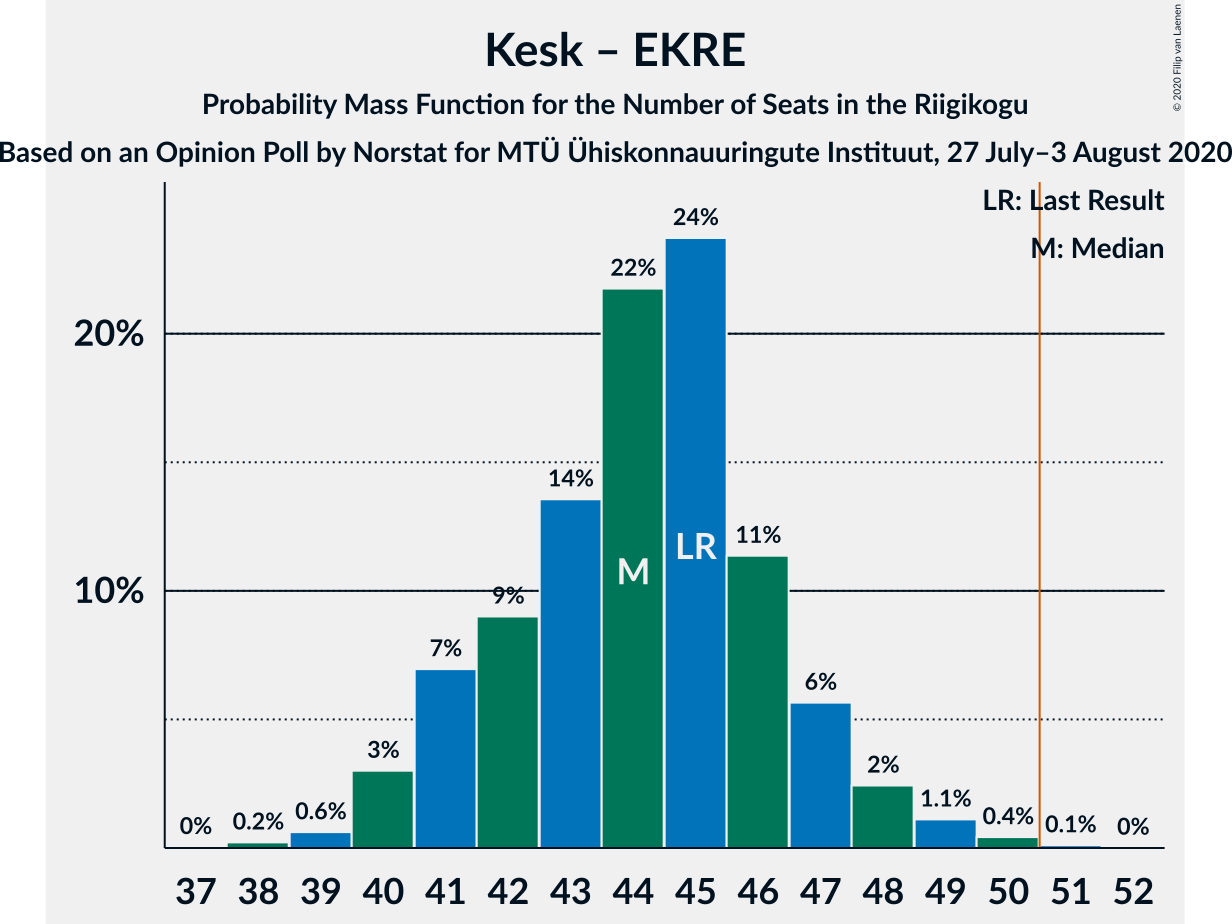 Kesk – EKRE
Probability Mass Function for the Number of Seats in the Riigikogu
Based on an Opinion Poll by Norstat for MTÜ Ühiskonnauuringute Instituut, 27 July–3 August 2020
© 2020 Filip van Laenen
LR: Last Result
M: Median
20%
10%
0%
0.2%
0.6%
3%
7%
9%
14%
22%
24%
11%
6%
2%
1.1%
0.4%
0.1%
0%
M
LR
37 38 39 40 41 42 43 44 45 46 47 48 49 50 51 52